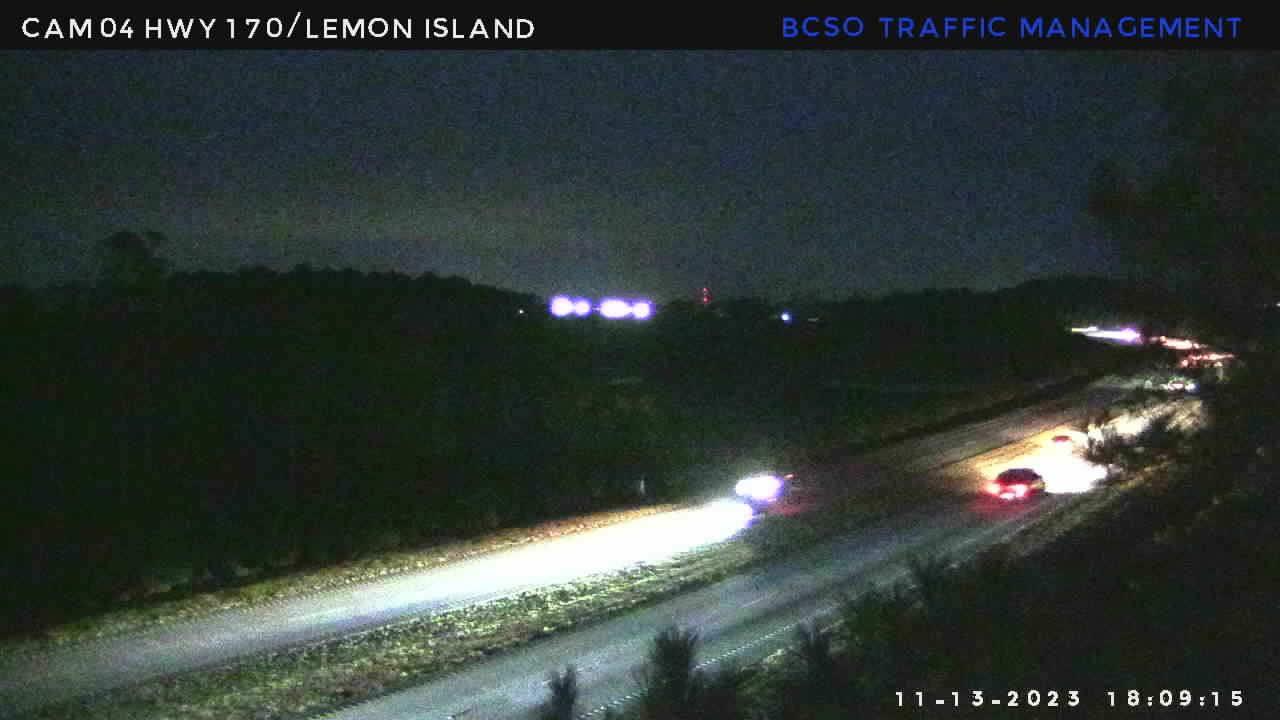 CAM04 HWY 170/LEMON ISLAND
BCSO TRAFFIC MANAGEMENT
11-13-2023 18:09:15